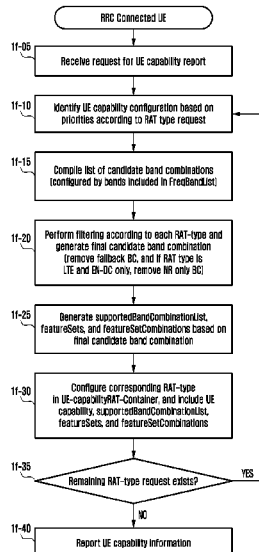 RRC Connected UE
1f-05
Receive request for UE capability report
1f-10
Identify UE capability configuration based on
priorities according to RAT type request
1f-15
Compile list of candidate band combinations
(configured by bands included in FreqBandList)
1f-20
Perform filtering according to each RAT-type and
generate final candidate band combination
(remove fallback BC, and if RAT type is
LTE and EN-DC only, remove NR only BC)
1f-25
Generate supportedBandCombinationList,
featureSets, and featureSetCombinations based on
final candidate band combination
1f-30
Configure corresponding RAT-type
in UE-capabilityRAT-Container, and include UE
capability, supportedBandCombinationList,
featureSets, and featureSetCombinations
1f-35
Remaining RAT-type request exists?
YES
NO
1f-40
Report UE capability information